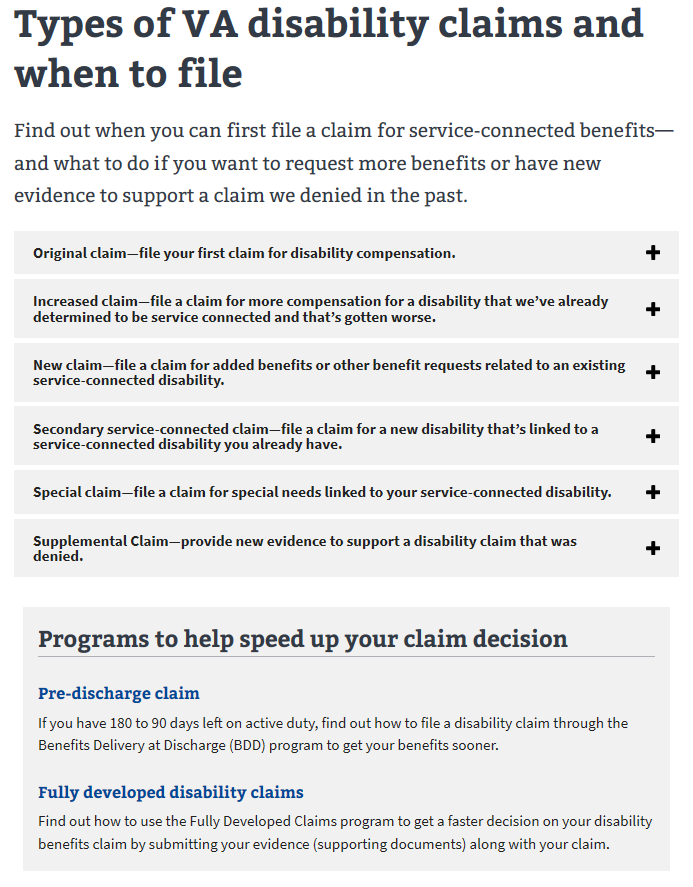 Types of VA disability claims and
when to file
Find out when you can first file a claim for service-connected benefits—
and what to do if you want to request more benefits or have new
evidence to support a claim we denied in the past.
Original claim—file your first claim for disability compensation.
Increased claim—file a claim for more compensation for a disability that we’ve already
determined to be service connected and that’s gotten worse.
New claim—file a claim for added benefits or other benefit requests related to an existing
service-connected disability.
Secondary service-connected claim—file a claim for a new disability that’s linked to a
service-connected disability you already have.
Special claim—file a claim for special needs linked to your service-connected disability.
Supplemental Claim—provide new evidence to support a disability claim that was
denied.
Programs to help speed up your claim decision
Pre-discharge claim
If you have 180 to 90 days left on active duty, find out how to file a disability claim through the
Benefits Delivery at Discharge (BDD) program to get your benefits sooner.
Fully developed disability claims
Find out how to use the Fully Developed Claims program to get a faster decision on your disability
benefits claim by submitting your evidence (supporting documents) along with your claim.